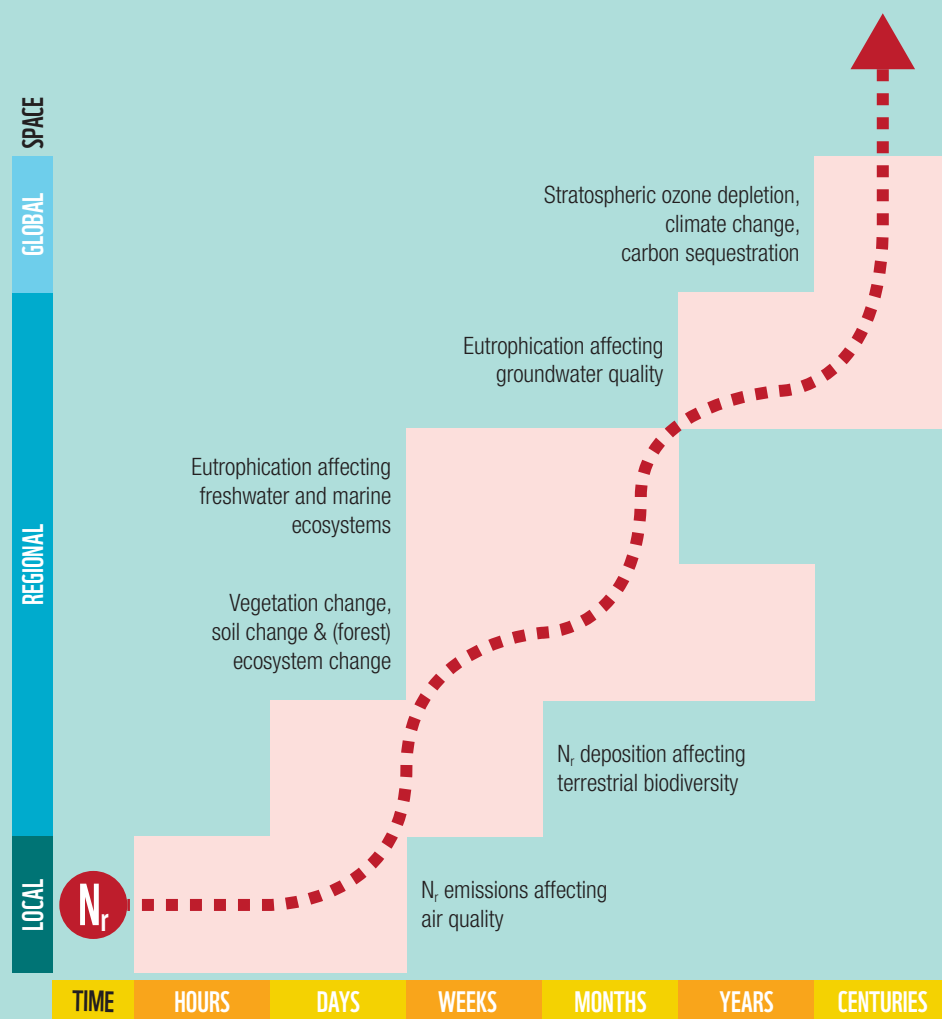 SPACE
GLOBAL
REGIONAL
LOCAL
Stratospheric ozone depletion,
climate change,
carbon sequestration
Eutrophication affecting
groundwater quality
Eutrophication affecting
freshwater and marine
ecosystems
Vegetation change,
soil change & (forest)
ecosystem change
Nr deposition affecting
terrestrial biodiversity
Nr emissions affecting
air quality
Nr
TIME HOURS DAYS WEEKS MONTHS YEARS CENTURIES